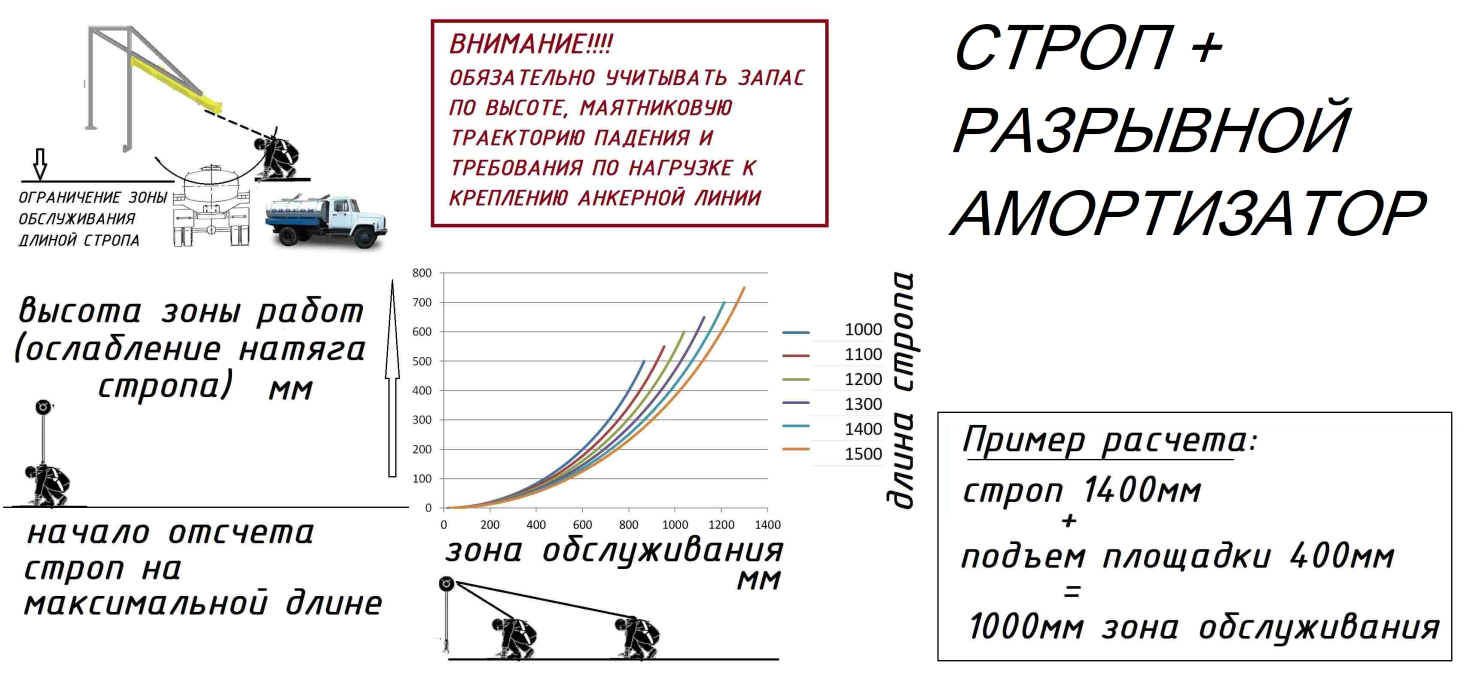 ВНИМАНИЕ!!!!
ОБЯЗАТЕЛЬНО УЧИТЫВАТЬ ЗАПАС
ПО ВЫСОТЕ, МАЯТНИКОВУЮ
ТРАЕКТОРИЮ ПАДЕНИЯ И
ТРЕБОВАНИЯ ПО НАГРУЗКЕ К
КРЕПЛЕНИЮ АНКЕРНОЙ ЛИНИИ
СТРОП +
РАЗРЫВНОЙ
АМОРТИЗАТОР
ОГРАНИЧЕНИЕ ЗОНЫ
ОБСЛУЖИВАНИЯ
ДЛИНОЙ СТРОПА
высота зоны работ
(ослабление натяга
стропа) мм
начало отсчета
строп на
максимальной длине
800
700
600
500
400
300
200
100
0
0 200 400 600 800 1000 1200 1400
зона обслуживания
мм
1000
1100
1200
1300
1400
1500
длина стропа
Пример расчета:
строп 1400мм
+
подъем площадки 400мм
=
1000мм зона обслуживания